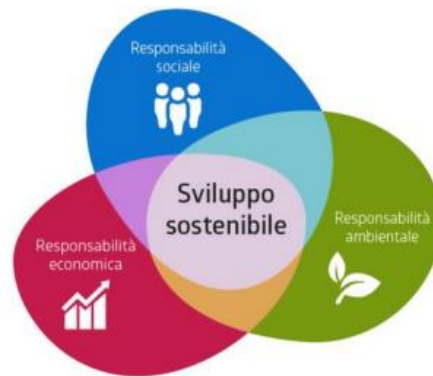 Responsabilità
sociale
Sviluppo
sostenibile
Responsabilità
ambientale
Responsabilità
economica